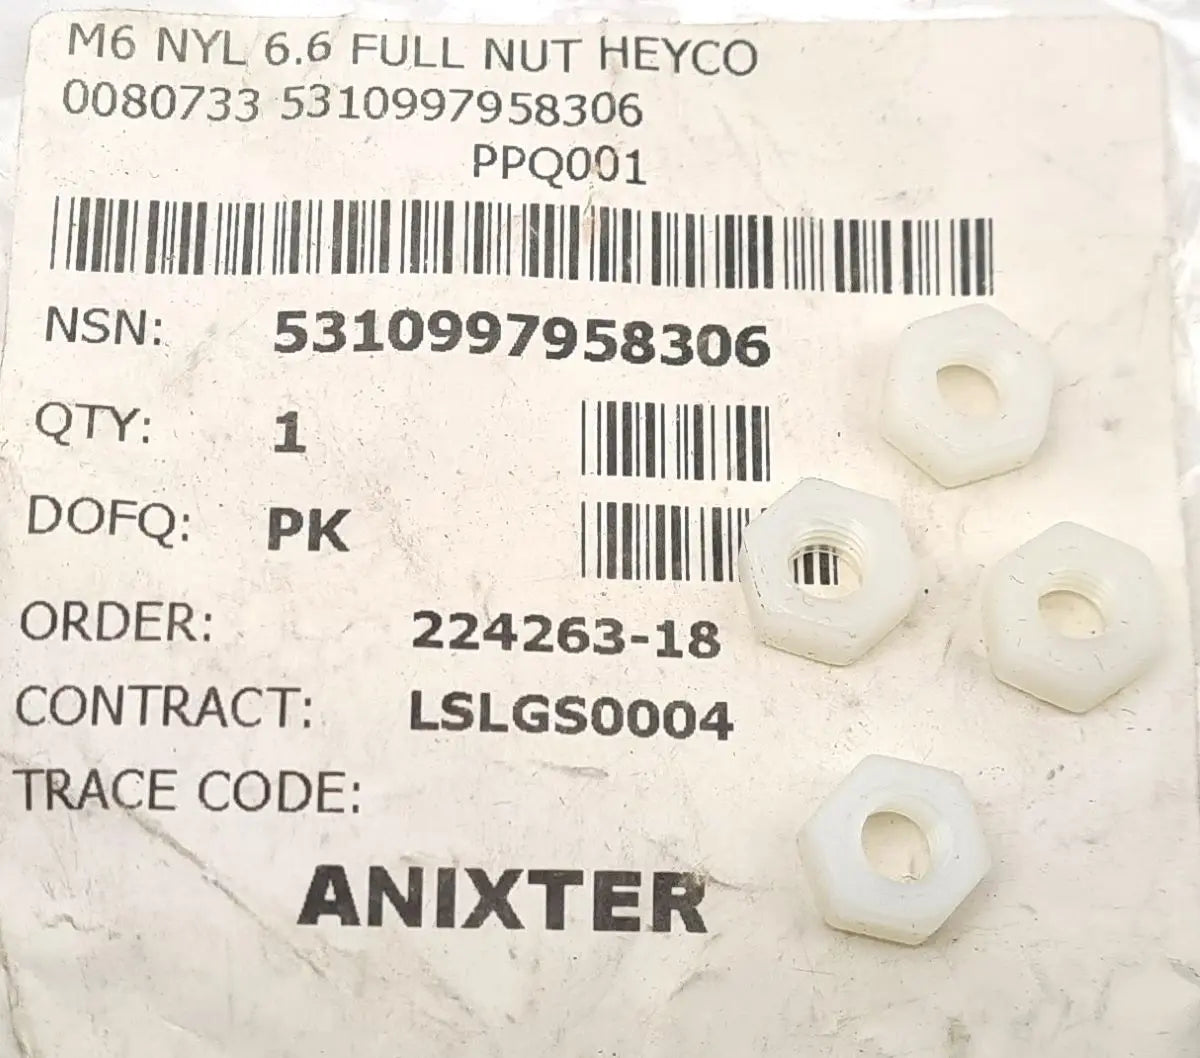 M6 NYL 6.6 FULL NUT HEYCO
0080733 5310997958306
PPQ001
NSN: 5310997958306
QTY: 1
DOFQ: PK
ORDER: 224263-18
CONTRACT: LSLGS0004
TRACE CODE:
ANIXTER